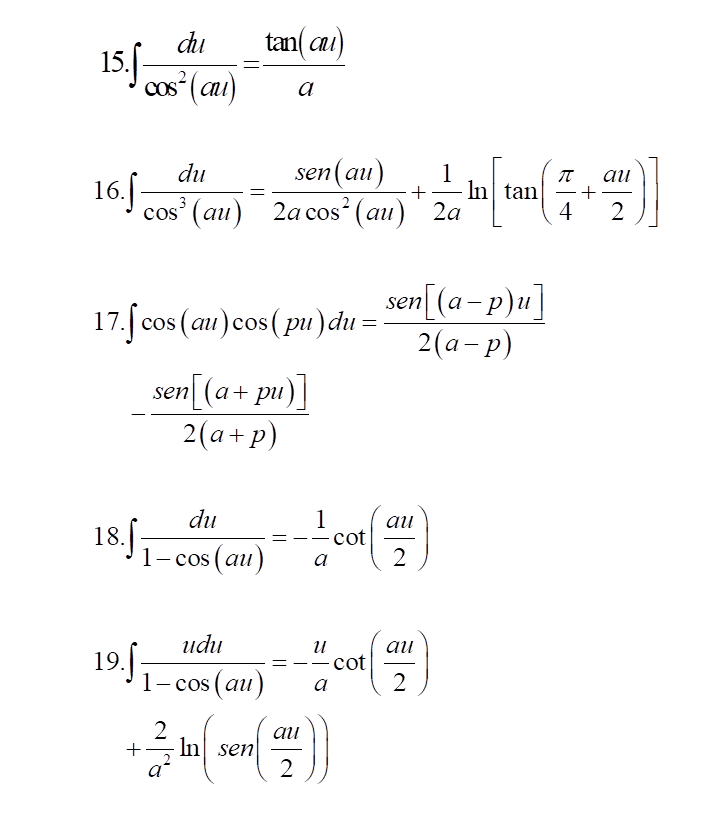 15.∫ du/cos²(au) = tan(au)/a
16.∫ du/cos³(au) = sen(au)/2a cos²(au) + 1/2a ln[tan(π/4 + au/2)]
17.∫ cos(au)cos(pu)du = sen[(a−p)u]/2(a−p)
− sen[(a+pu)]/2(a+p)
18.∫ du/1−cos(au) = −1/a cot(au/2)
19.∫ udu/1−cos(au) = −u/a cot(au/2)
+ 2/a² ln(sen(au/2))